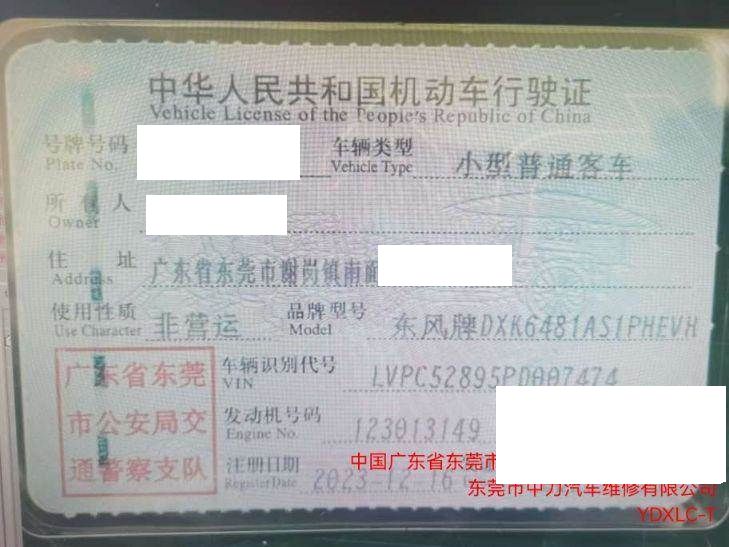 中华人民共和国机动车行驶证
Vehicle License of the People's Republic of China
号牌号码
Plate No.
车辆类型
Vehicle Type
小型普通客车
所有人
Owner
住址
Address
广东省东莞市谢岗镇南面
使用性质
Use Character
非营运
品牌型号
Model
东风牌DXK6481AS1PHEVH
广东省东莞
市公安局交
通警察支队
车辆识别代号
VIN
LVPC52895PD007474
发动机号码
Engine No.
123013149
注册日期
Register Date
2023-12-16
中国广东省东莞市
东莞市中力汽车维修有限公司
YDXLC-T